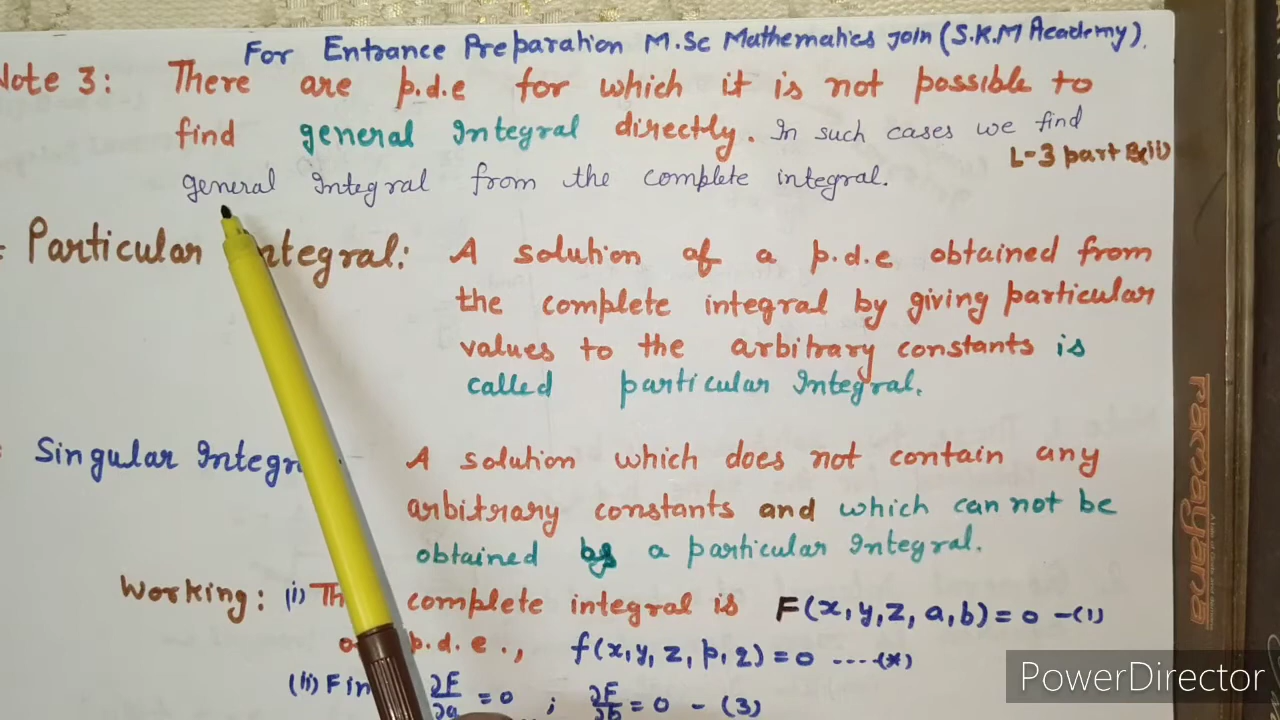 For Entrance Preparation M.Sc Mathematics Join (S.K.M Academy).
Note 3: There are p.d.e for which it is not possible to
find general Integral directly. In such cases we find
L-3 part B(ii)
general Integral from the complete integral.
Particular Integral: A solution of a p.d.e obtained from
the complete integral by giving particular
values to the arbitrary constants is
called particular Integral.
Singular Integr A solution which does not contain any
arbitrary constants and which can not be
obtained by a particular Integral.
Working: (i) Th complete integral is F(x,y,z,a,b)=0 -(1)
o p.d.e., f(x,y,z,p,q)=0 ----(*)
(ii) Fin ∂F/∂a =0 ; ∂F/∂b =0 - (3)
Parayana
PowerDirector